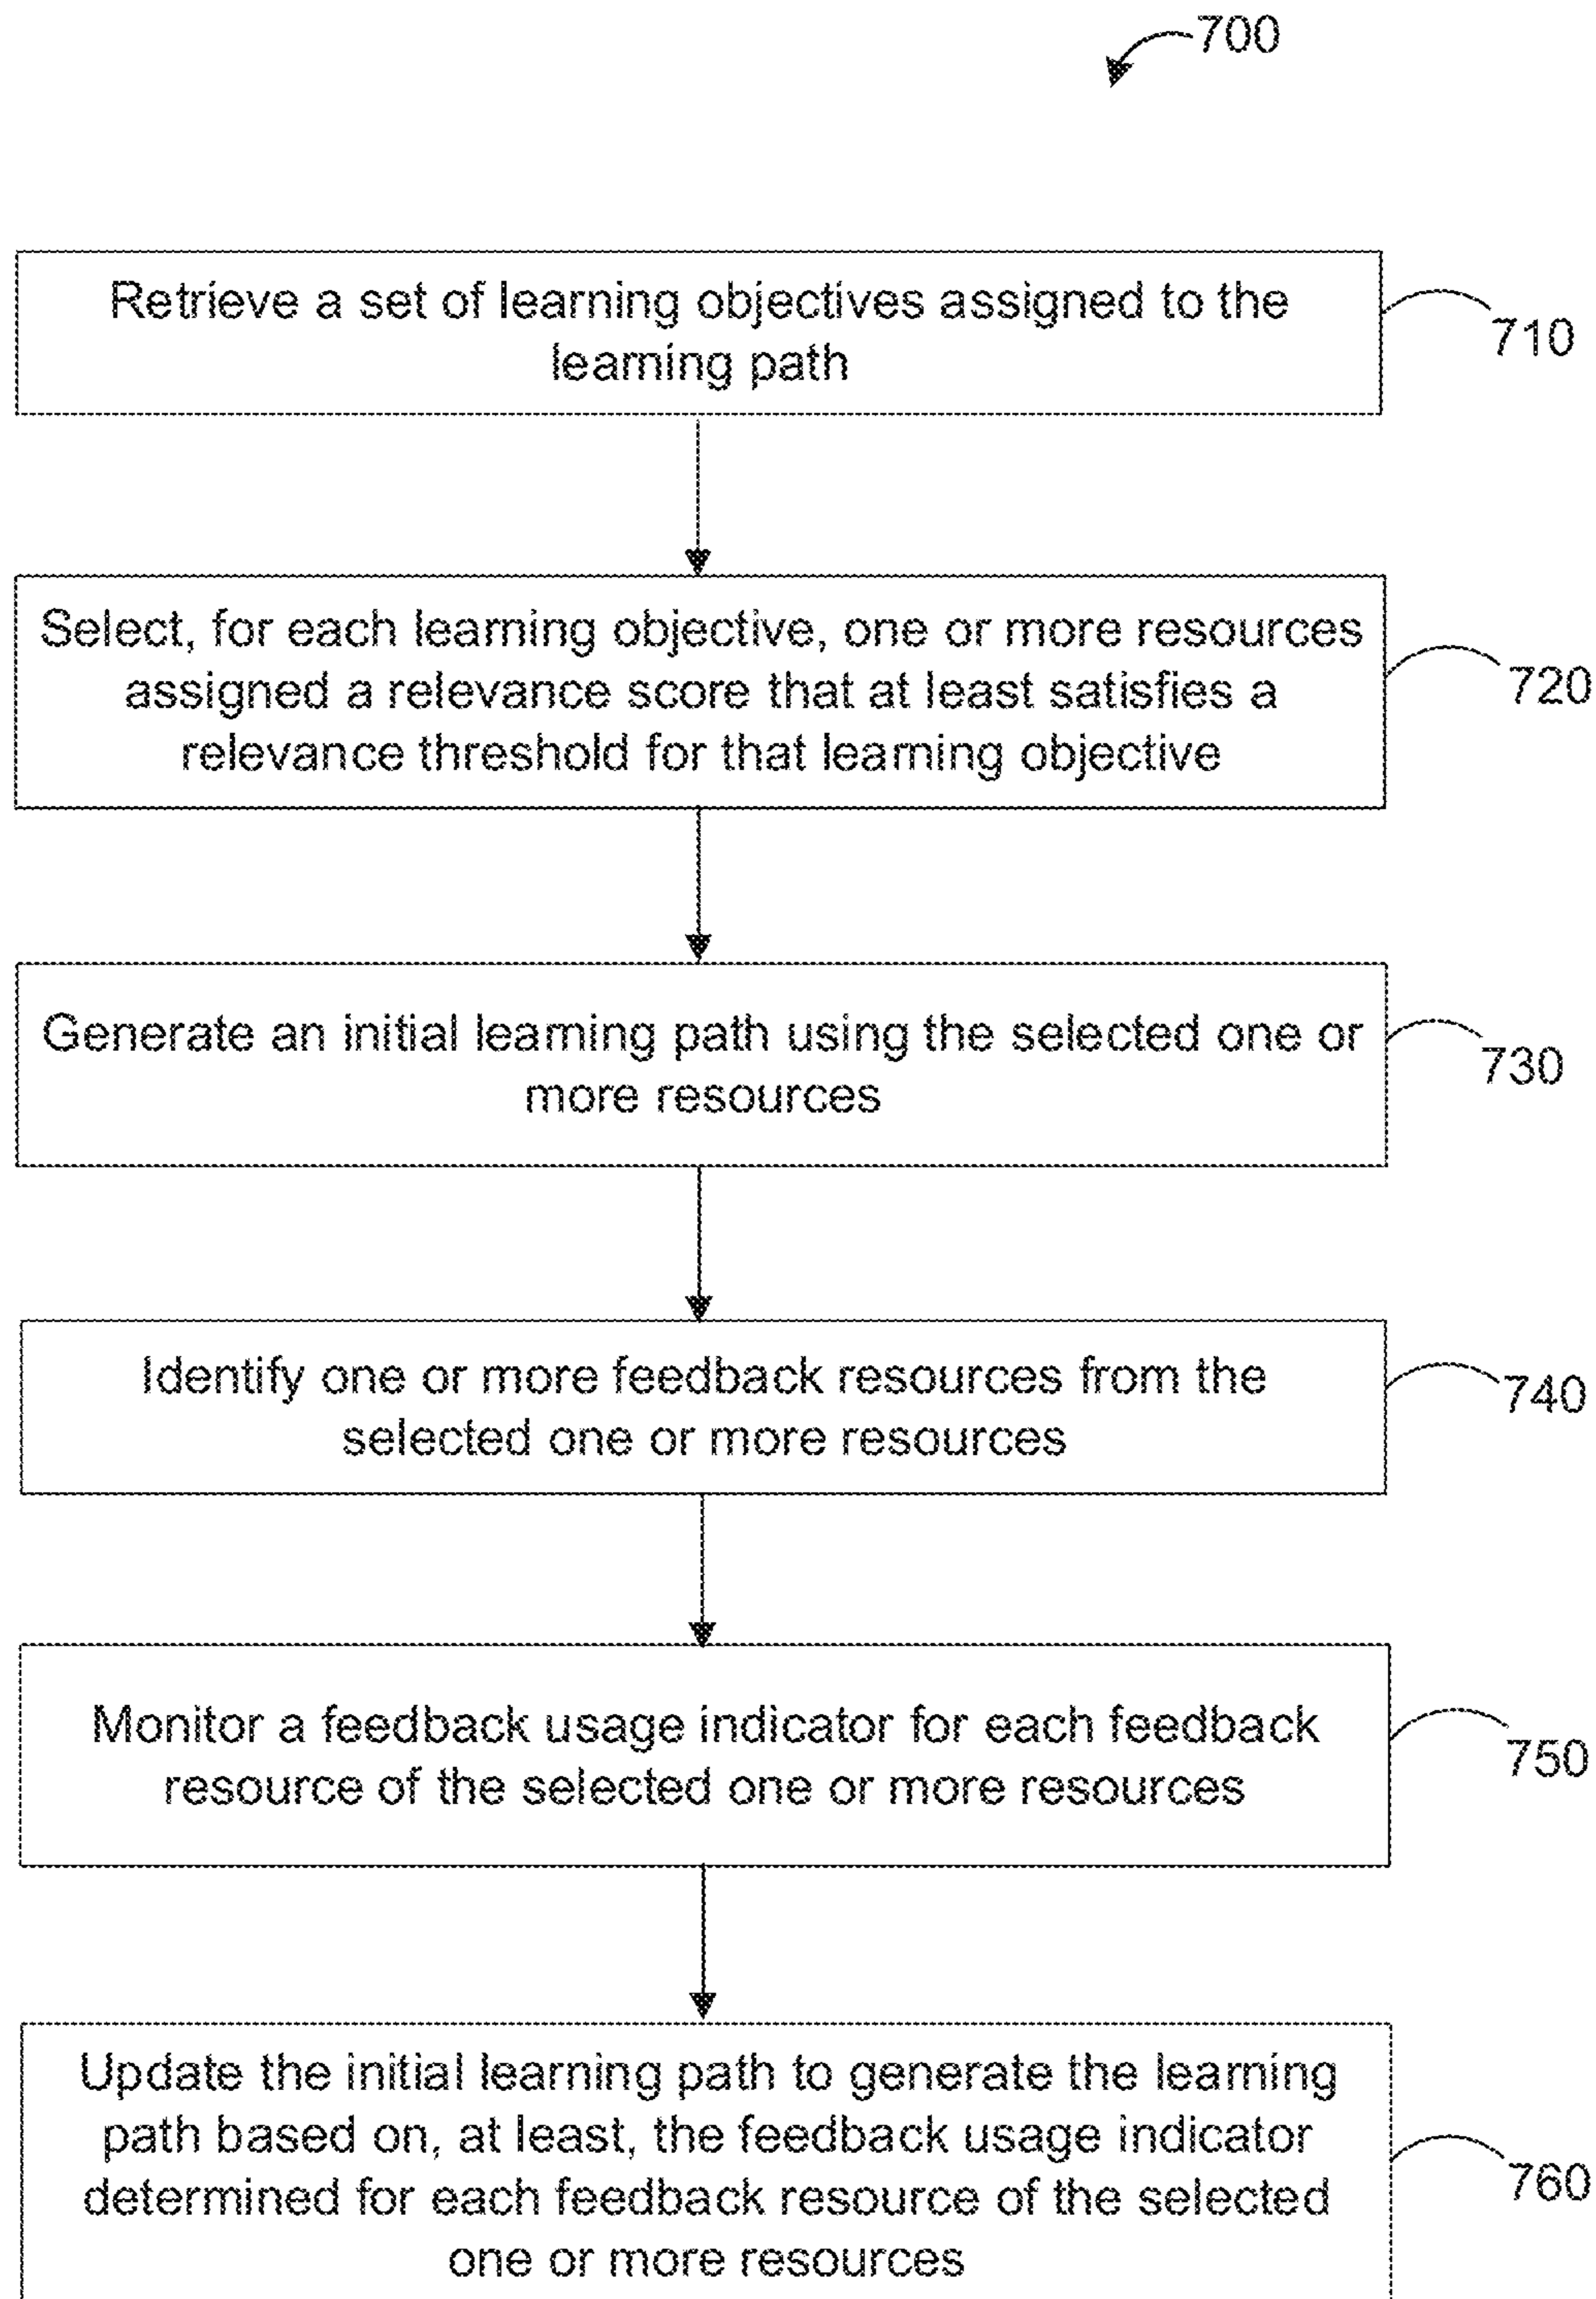 700
Retrieve a set of learning objectives assigned to the
learning path
710
Select, for each learning objective, one or more resources
assigned a relevance score that at least satisfies a
relevance threshold for that learning objective
720
Generate an initial learning path using the selected one or
more resources
730
Identify one or more feedback resources from the
selected one or more resources
740
Monitor a feedback usage indicator for each feedback
resource of the selected one or more resources
750
Update the initial learning path to generate the learning
path based on, at least, the feedback usage indicator
determined for each feedback resource of the selected
one or more resources
760